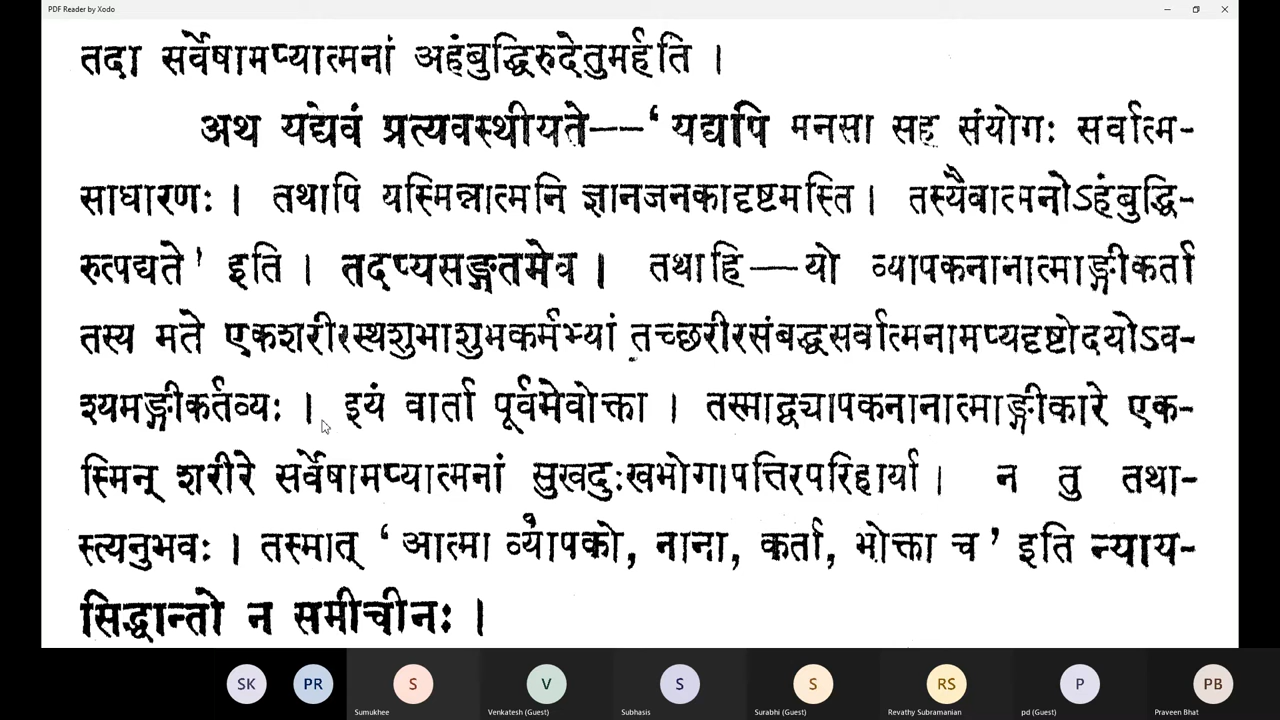 PDF Reader by Xodo
तदा सर्वेषामप्यात्मनां अहंबुद्धिरुदेतुमर्हति ।
अथ यद्येवं प्रत्यवस्थीयते——‘यद्यपि मनसा सह संयोगः सर्वात्म-
साधारणः । तथापि यस्मिन्नात्मनि ज्ञानजनकादृष्टमस्ति । तस्यैवात्मनोऽहंबुद्धि-
रुत्पद्यते’ इति । तदप्यसङ्गतमेव । तथाहि——यो व्यापकनानात्माङ्गीकर्ता
तस्य मते एकशरीरस्थशुभाशुभकर्मभ्यां तच्छरीरसंबद्धसर्वात्मनामप्यदृष्टोदयोऽव-
श्यमङ्गीकर्तव्यः । इयं वार्ता पूर्वमेवोक्ता । तस्माद्व्यापकनानात्माङ्गीकारे एक-
स्मिन् शरीरे सर्वेषामप्यात्मनां सुखदुःखभोगापत्तिरपरिहार्या । न तु तथा-
स्त्यनुभवः । तस्मात् ‘आत्मा व्यापको, नाना, कर्ता, भोक्ता च’ इति न्याय-
सिद्धान्तो न समीचीनः ।
SK PR S V S S RS P PB
Sumukhee Venkatesh (Guest) Subhasis Surabhi (Guest) Revathy Subramanian pd (Guest) Praveen Bhat